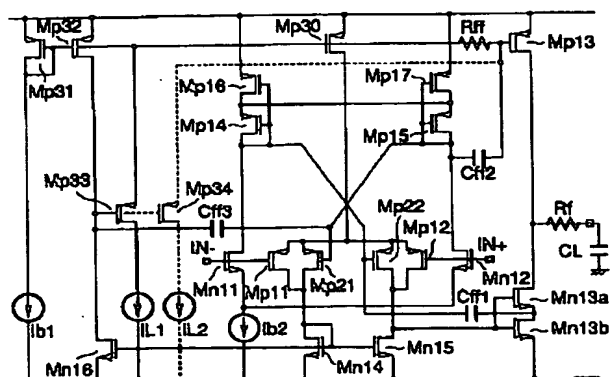 Mp32
Mp30
Rff
Mp13
Mp31
Mp16
Mp17
Mp14
Mp15
Cff2
Mp33
Mp34
Cff3
Mp22
Mp12
Rf
IN-
IN+
CL
Mn11
Mp11
Mp21
Mn12
Cff1
Mn13a
Ib1
IL1
IL2
Ib2
Mn13b
Mn16
Mn14
Mn15